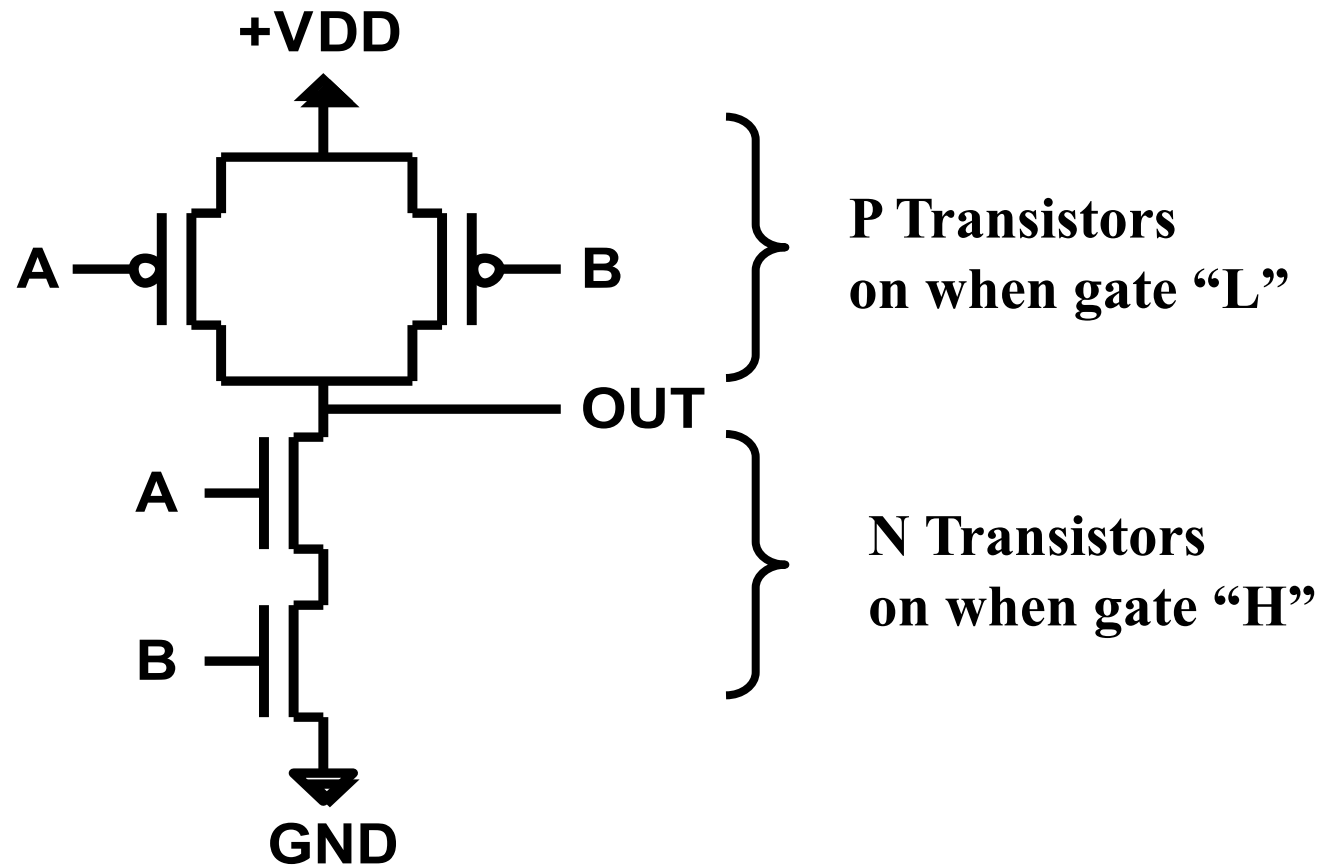 +VDD
A
B
P Transistors
on when gate “L”
OUT
A
B
N Transistors
on when gate “H”
GND